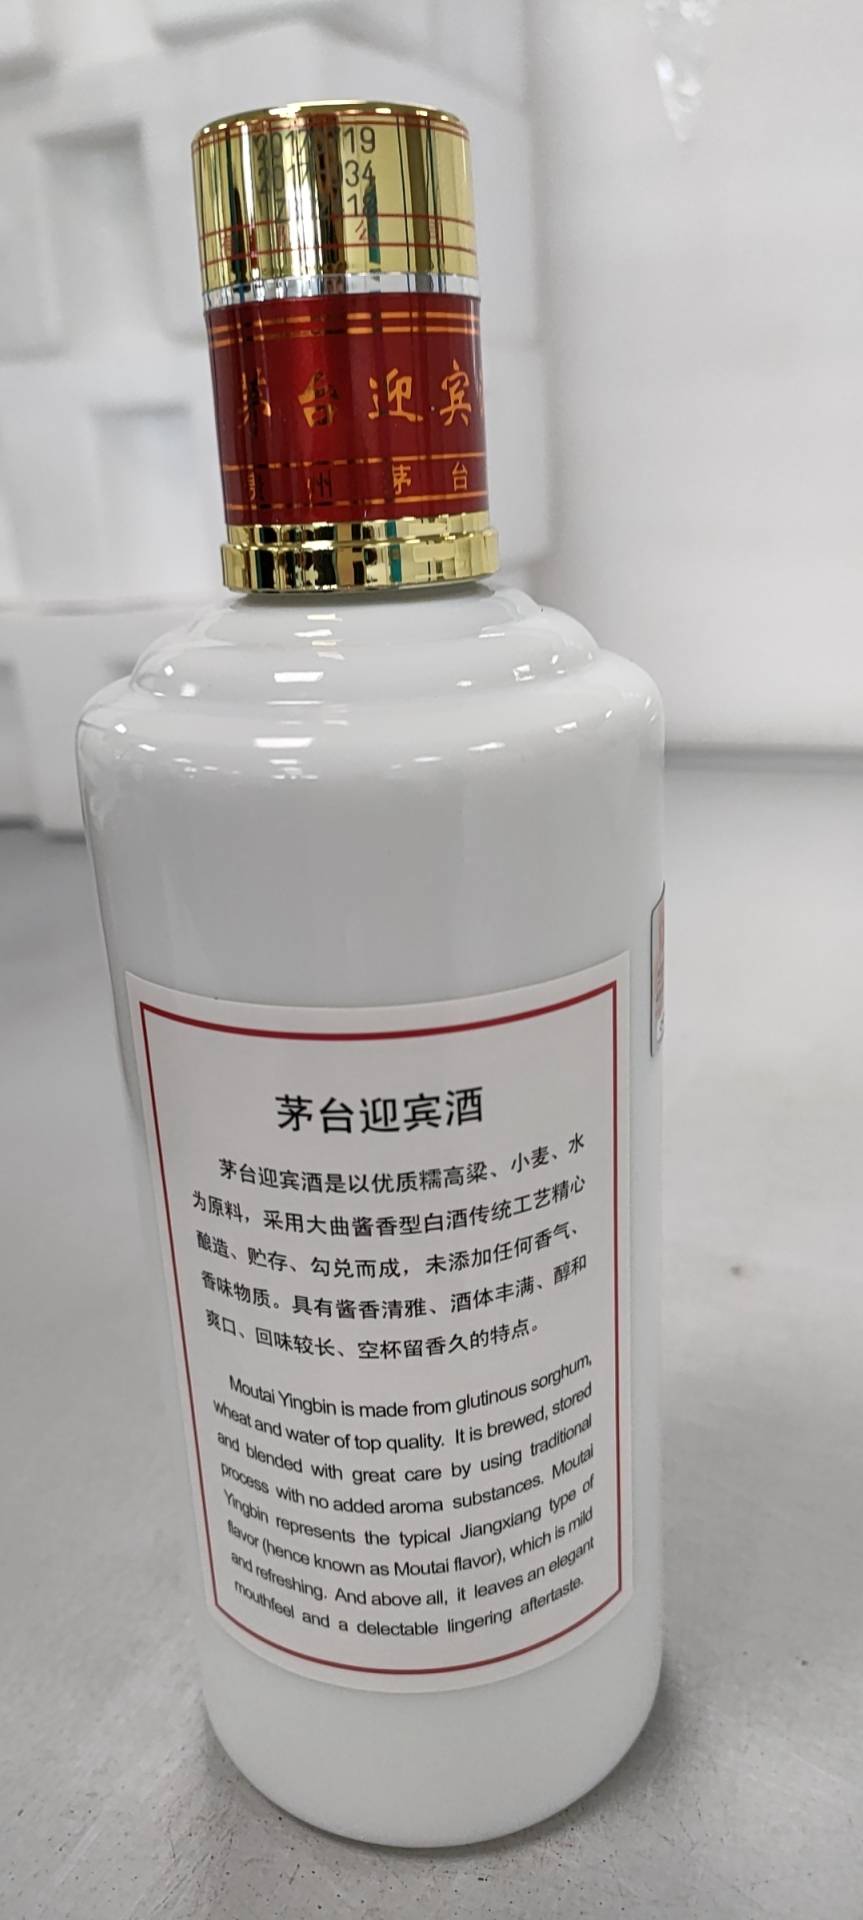 茅台迎宾
州 茅 台
茅台迎宾酒
茅台迎宾酒是以优质糯高粱、小麦、水
为原料，采用大曲酱香型白酒传统工艺精心
酿造、贮存、勾兑而成，未添加任何香气、
香味物质。具有酱香清雅、酒体丰满、醇和
爽口、回味较长、空杯留香久的特点。
Moutai Yingbin is made from glutinous sorghum,
wheat and water of top quality. It is brewed, stored
and blended with great care by using traditional
process with no added aroma substances. Moutai
Yingbin represents the typical Jiangxiang type of
flavor (hence known as Moutai flavor), which is mild
and refreshing. And above all, it leaves an elegant
mouthfeel and a delectable lingering aftertaste.